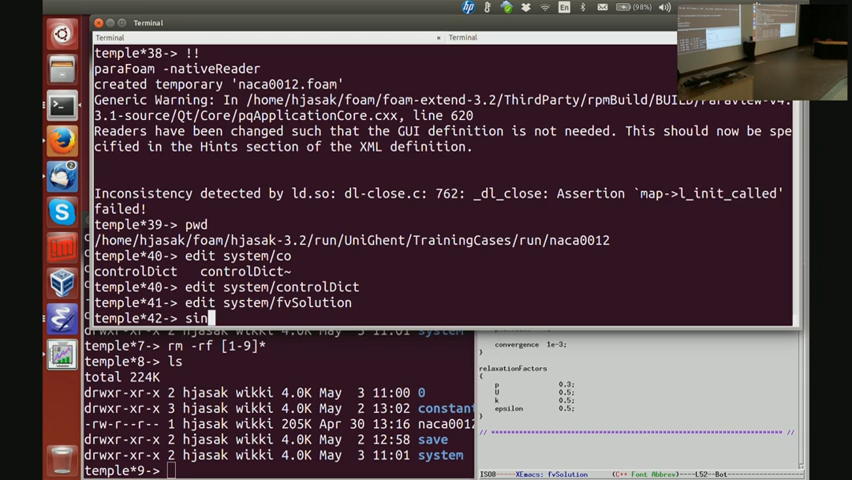 Terminal
En
(98%)
Terminal
Terminal
temple*38-> !!
paraFoam -nativeReader
created temporary 'naca0012.foam'
Generic Warning: In /home/hjasak/foam/foam-extend-3.2/ThirdParty/rpmBuild/BUILD/
3.1-source/Qt/Core/pqApplicationCore.cxx, line 620
Readers have been changed such that the GUI definition is not needed. This should now be spe
cified in the Hints section of the XML definition.
Inconsistency detected by ld.so: dl-close.c: 762: _dl_close: Assertion `map->l_init_called'
failed!
temple*39-> pwd
/home/hjasak/foam/hjasak-3.2/run/UniGhent/TrainingCases/run/naca0012
temple*40-> edit system/co
controlDict controlDict~
temple*40-> edit system/controlDict
temple*41-> edit system/fvSolution
temple*42-> sin
temple*7-> rm -rf [1-9]*
temple*8-> ls
total 224K
drwxr-xr-x 2 hjasak wikki 4.0K May 3 11:00 0
drwxr-xr-x 3 hjasak wikki 4.0K May 2 13:02 constan
-rw-r--r-- 1 hjasak wikki 205K Apr 30 13:16 naca001
drwxr-xr-x 2 hjasak wikki 4.0K May 2 12:58 save
drwxr-xr-x 2 hjasak wikki 4.0K May 3 11:01 system
temple*9->
convergence 1e-3;
}
relaxationFactors
{
p 0.3;
U 0.5;
k 0.5;
epsilon 0.5;
}
// ****** //
ISO8 XEmacs: fvSolution (C++ Font Abbrev) L52 Bot